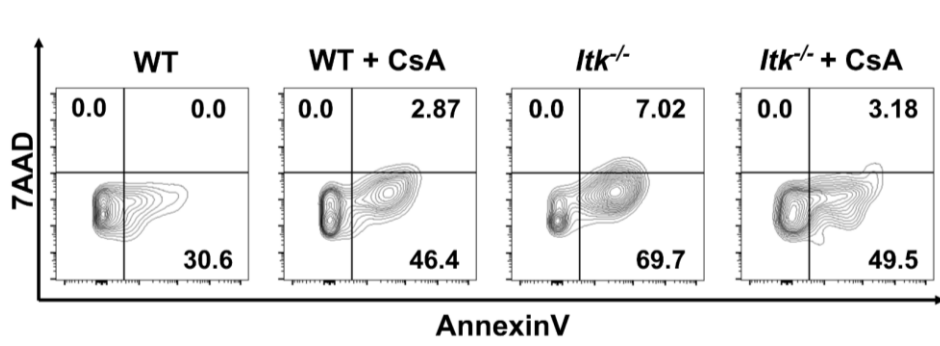 WT
WT + CsA
Itk-/-
Itk-/- + CsA
0.0 0.0
0.0 2.87
0.0 7.02
0.0 3.18
7AAD
30.6
46.4
69.7
49.5
AnnexinV